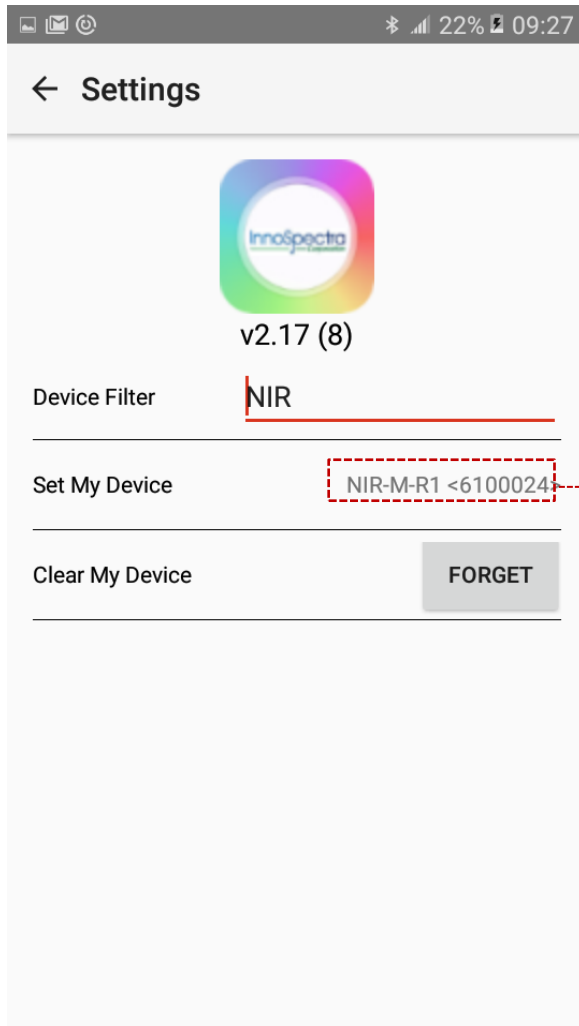 22% 09:27
Settings
InnoSpectra
Corporation
v2.17 (8)
Device Filter NIR
Set My Device NIR-M-R1 <6100024>
Clear My Device FORGET